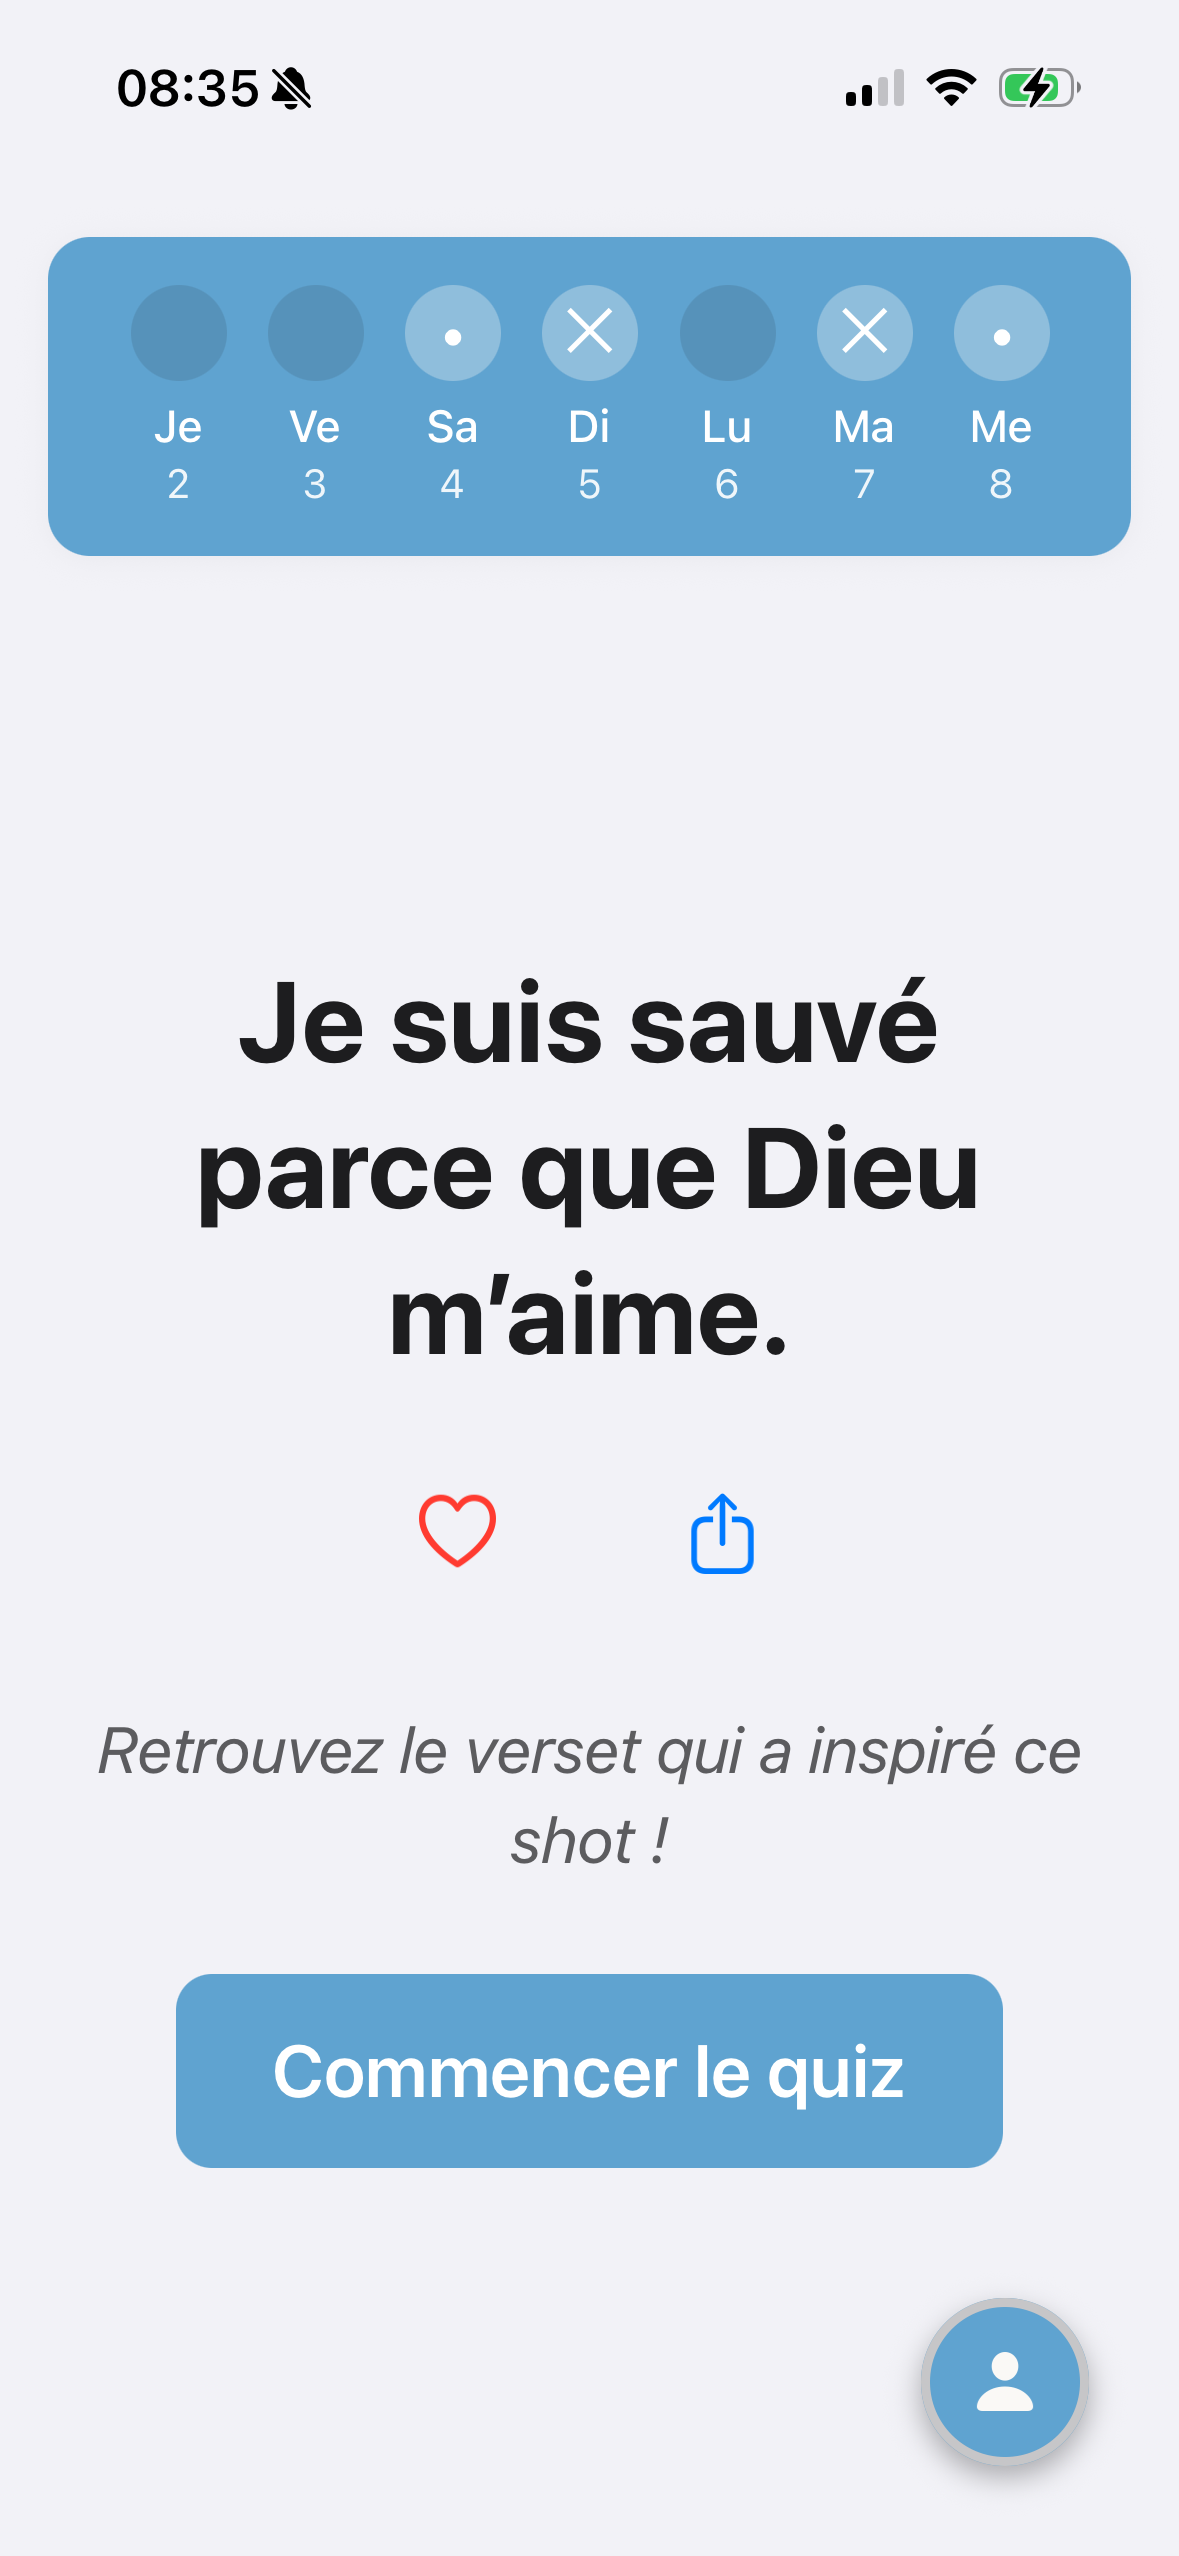 08:35
Je Ve Sa Di Lu Ma Me
2 3 4 5 6 7 8
Je suis sauvé
parce que Dieu
m’aime.
Retrouvez le verset qui a inspiré ce
shot !
Commencer le quiz